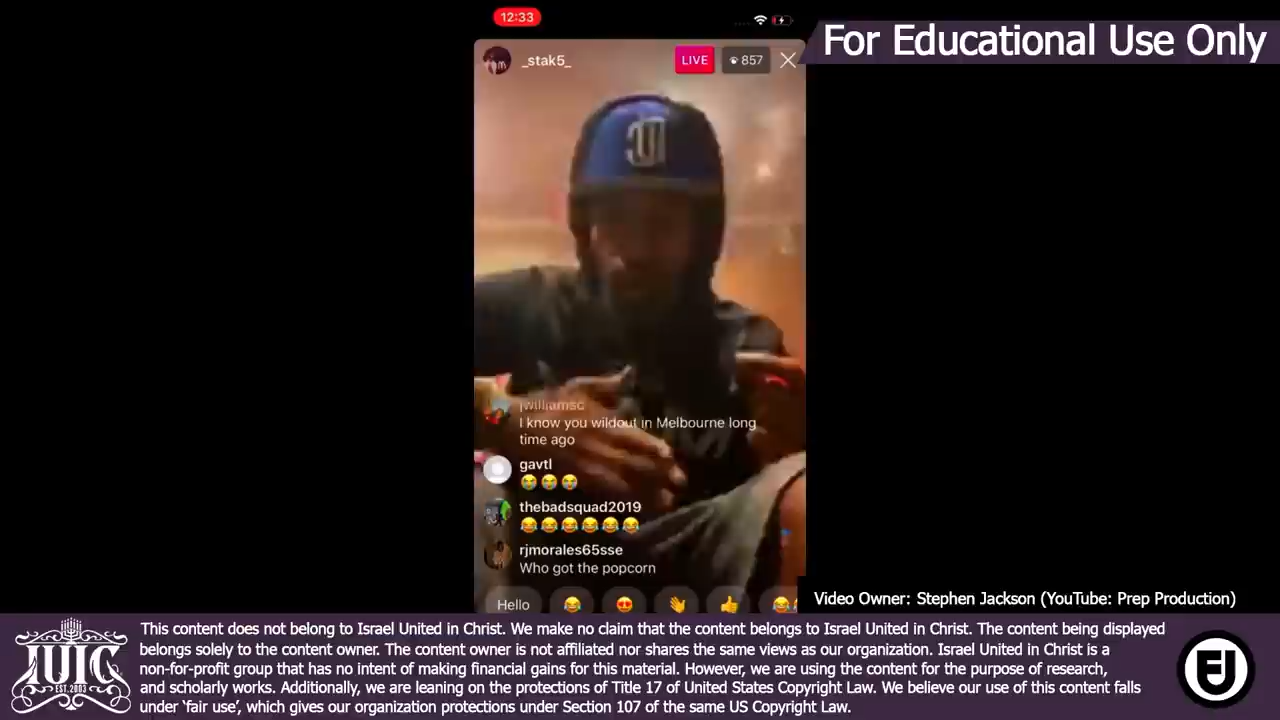 12:33
For Educational Use Only
_stak5_
LIVE
857
jwilliamsc
I know you wildout in Melbourne long
time ago
gavtl
😂😂😂
thebadsquad2019
😂😂😂😂😂😂
rjmorales65sse
Who got the popcorn
Hello 😂 😍 👋 👍 😂
Video Owner: Stephen Jackson (YouTube: Prep Production)
This content does not belong to Israel United in Christ. We make no claim that the content belongs to Israel United in Christ. The content being displayed
belongs solely to the content owner. The content owner is not affiliated nor shares the same views as our organization. Israel United in Christ is a
non-for-profit group that has no intent of making financial gains for this material. However, we are using the content for the purpose of research,
and scholarly works. Additionally, we are leaning on the protections of Title 17 of United States Copyright Law. We believe our use of this content falls
under ‘fair use’, which gives our organization protections under Section 107 of the same US Copyright Law.
IUIC
EST. 2003